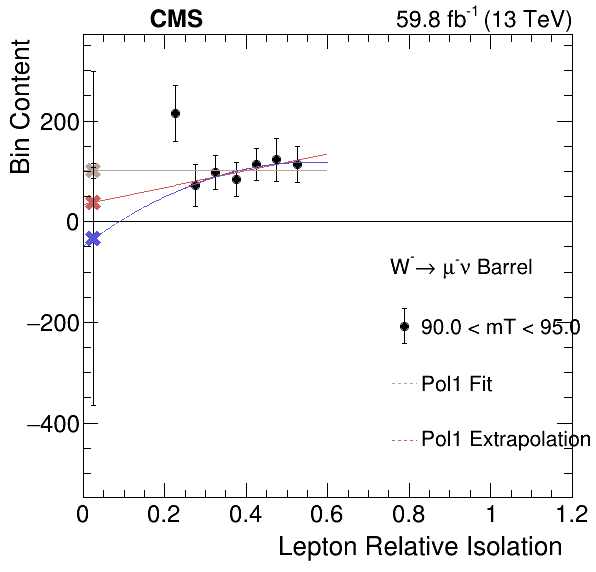 CMS
59.8 fb⁻¹ (13 TeV)
Bin Content
200
0
−200
−400
W⁻→ μ⁻ν Barrel
90.0 < mT < 95.0
Pol1 Fit
Pol1 Extrapolation
0 0.2 0.4 0.6 0.8 1 1.2
Lepton Relative Isolation